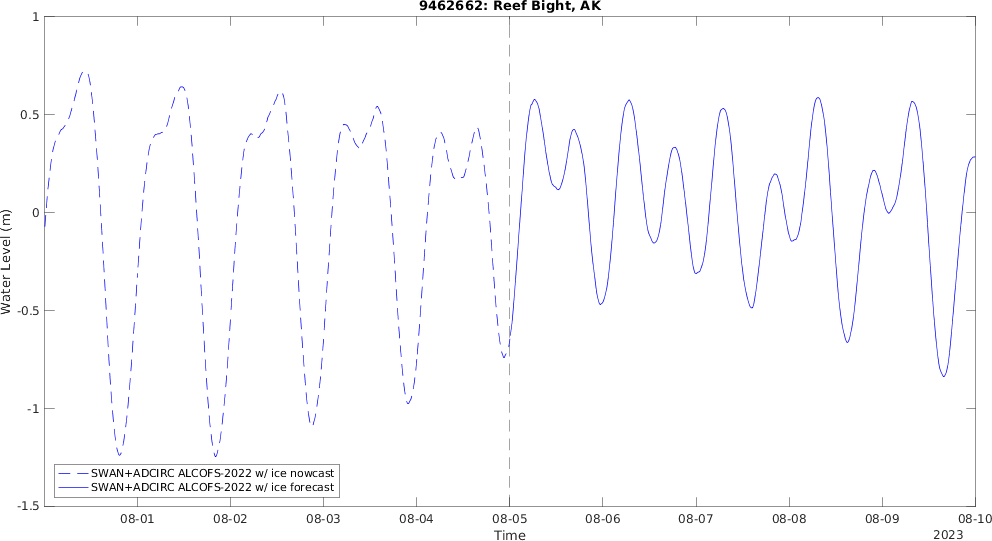 9462662: Reef Bight, AK
Water Level (m)
1
0.5
0
-0.5
-1
-1.5
SWAN+ADCIRC ALCOFS-2022 w/ ice nowcast
SWAN+ADCIRC ALCOFS-2022 w/ ice forecast
08-01 08-02 08-03 08-04 08-05 08-06 08-07 08-08 08-09 08-10
Time
2023